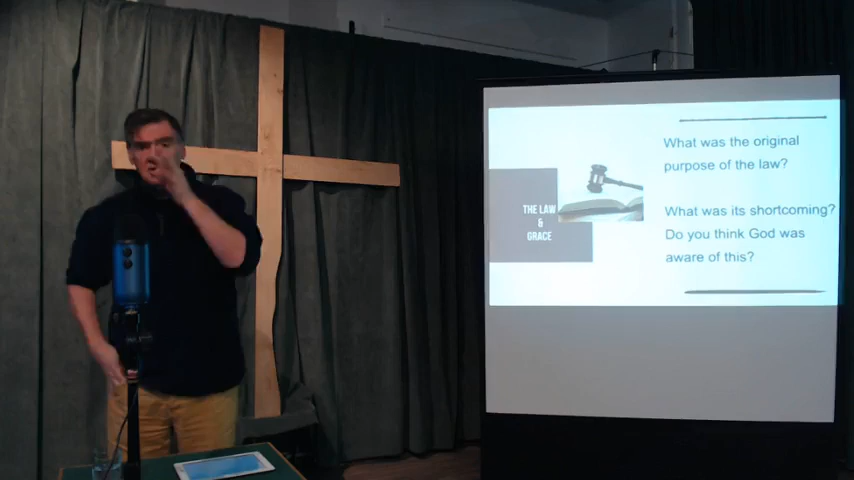 THE LAW
&
GRACE
What was the original
purpose of the law?
What was its shortcoming?
Do you think God was
aware of this?